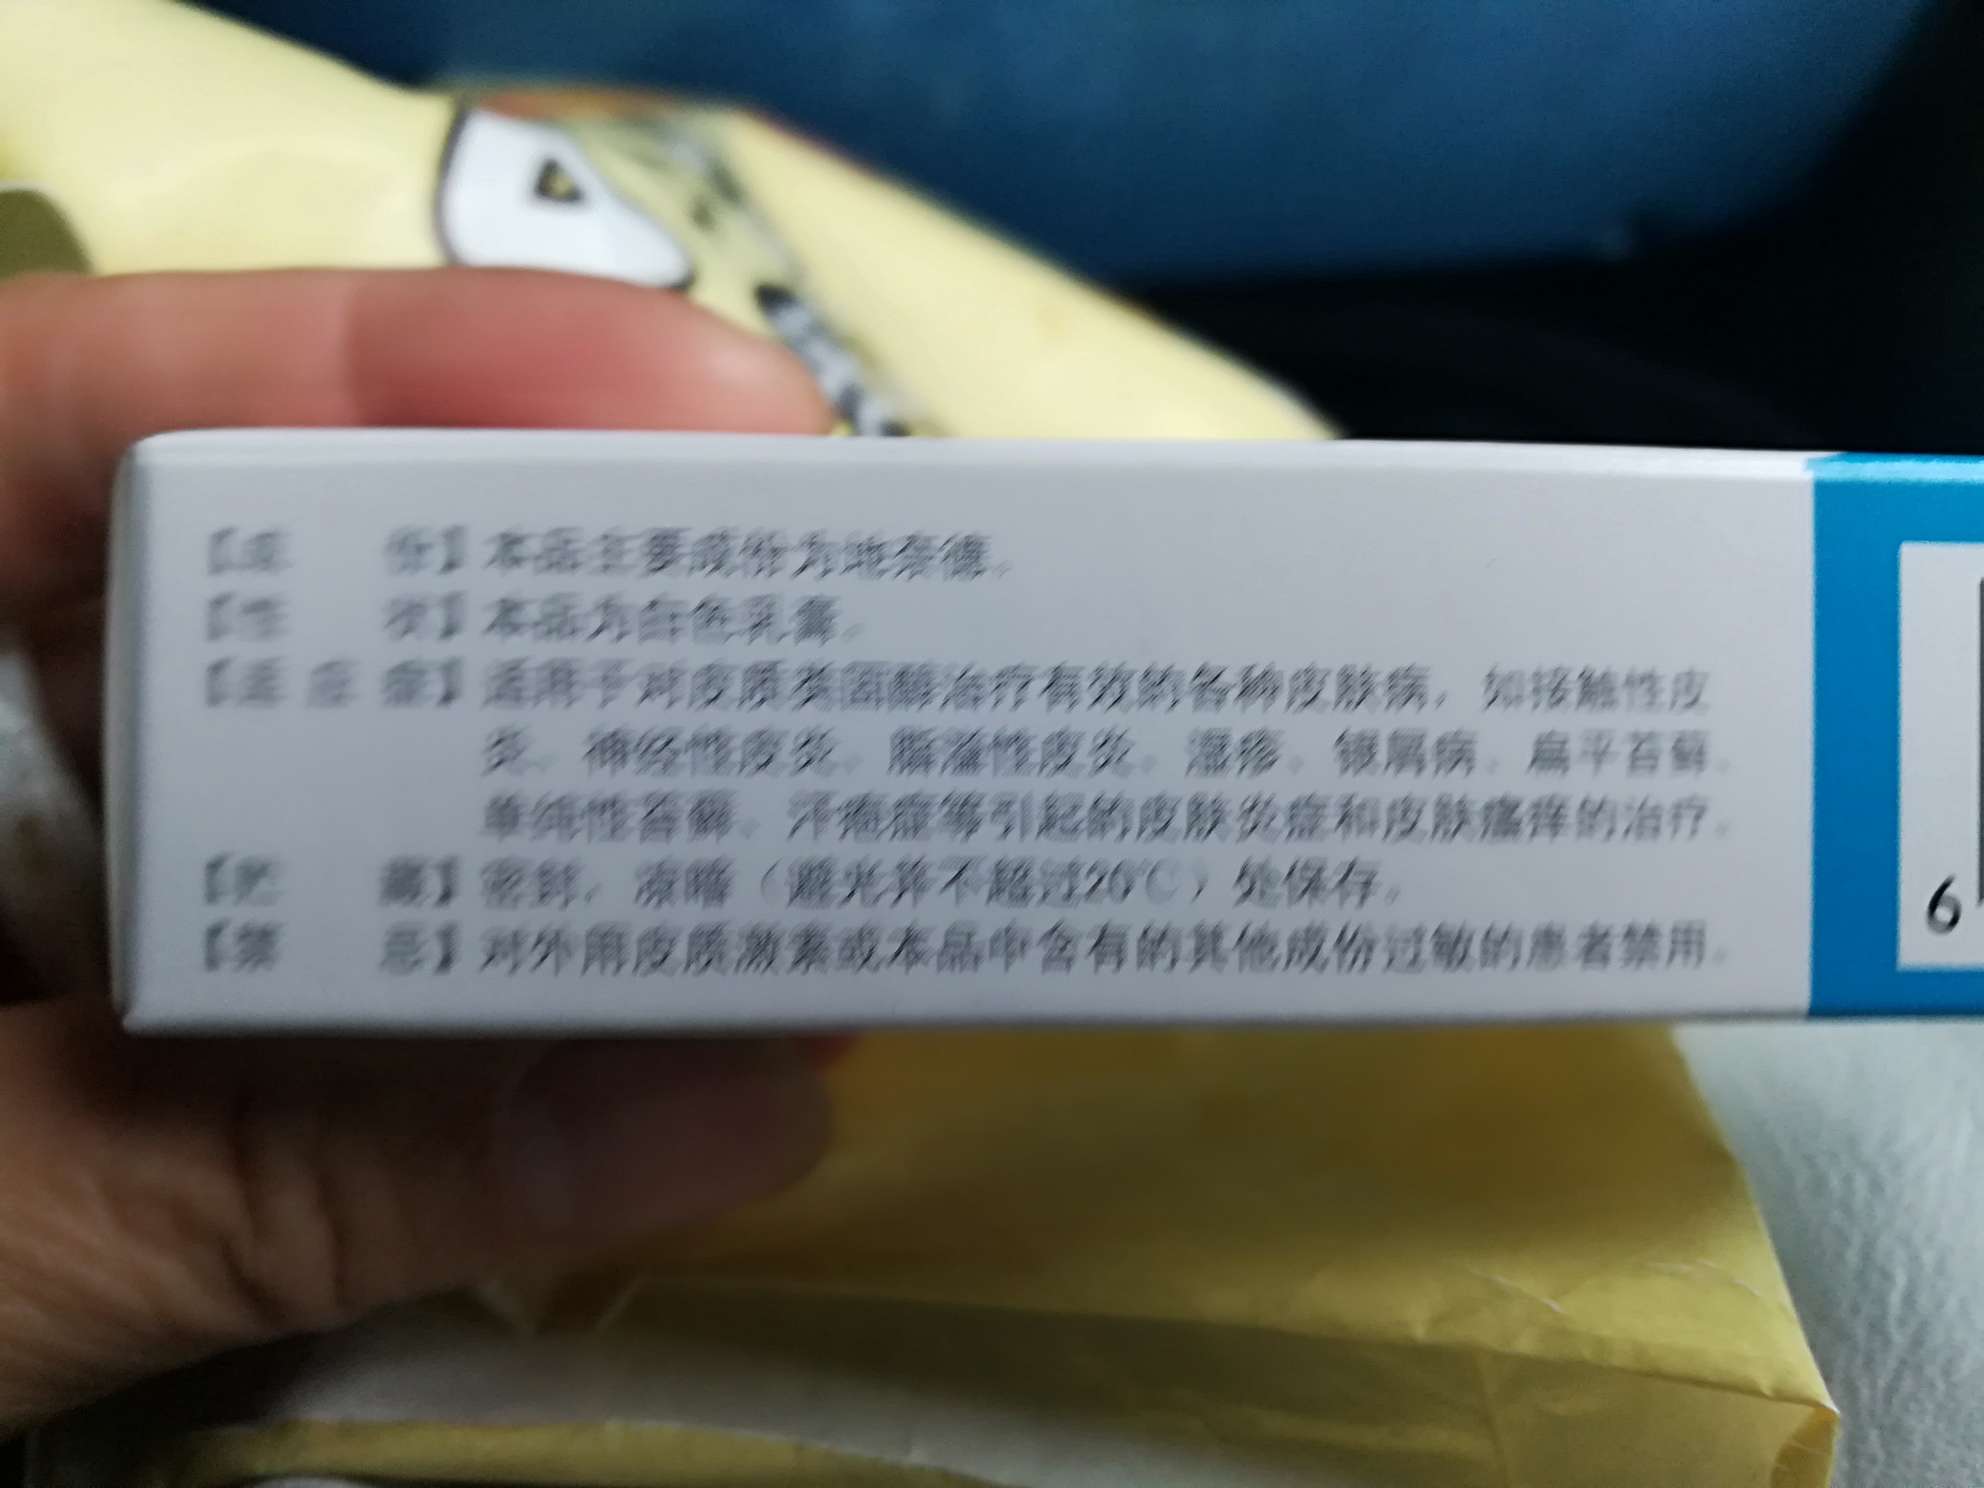 【成 份】本品主要成份为地奈德。
【性 状】本品为白色乳膏。
【适 应 症】适用于对皮质类固醇治疗有效的各种皮肤病，如接触性皮
炎、神经性皮炎、脂溢性皮炎、湿疹、银屑病、扁平苔藓、
单纯性苔藓、汗疱症等引起的皮肤炎症和皮肤瘙痒的治疗。
【贮 藏】密封，凉暗（避光并不超过20℃）处保存。
【禁 忌】对外用皮质激素或本品中含有的其他成份过敏的患者禁用。
6